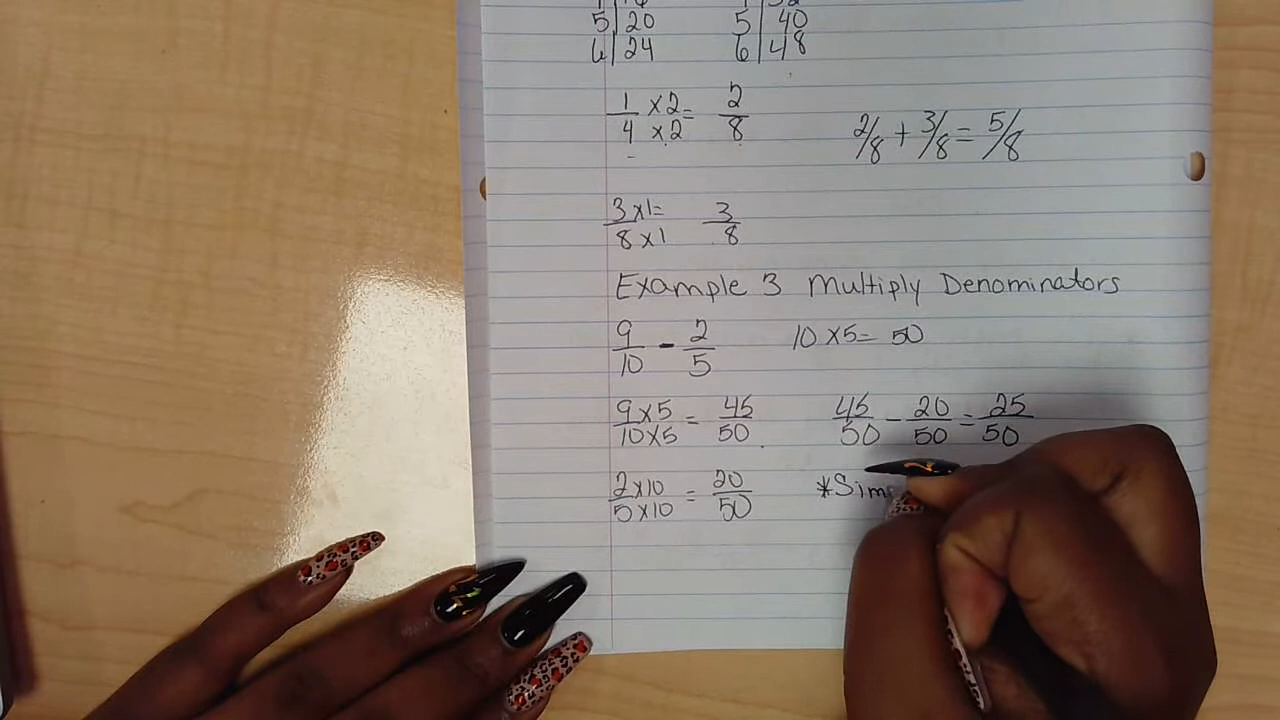 5 | 20 5 | 40
6 | 24 6 | 48
1/4 ×2/×2 = 2/8 2/8 + 3/8 = 5/8
3×1/8×1 = 3/8
Example 3 Multiply Denominators
9/10 - 2/5 10 ×5= 50
9×5/10×5 = 45/50 45/50 - 20/50 = 25/50
2×10/5×10 = 20/50 *Sim